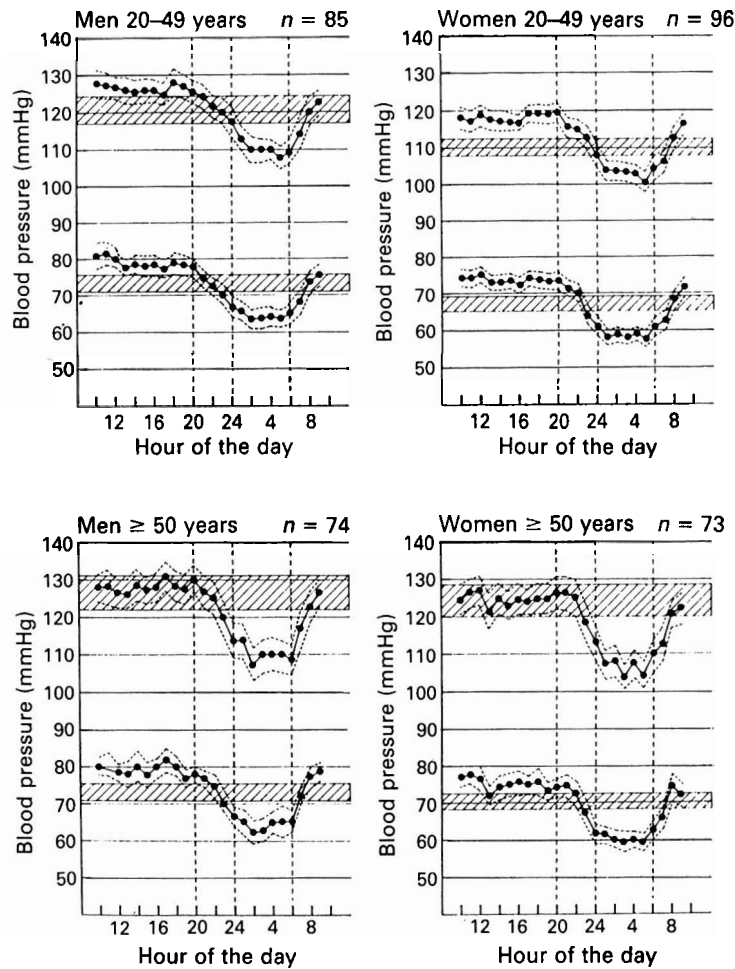 Men 20–49 years n = 85
Blood pressure (mmHg)
140
130
120
110
100
90
80
70
60
50
12 16 20 24 4 8
Hour of the day
Women 20–49 years n = 96
Blood pressure (mmHg)
140
130
120
110
100
90
80
70
60
50
12 16 20 24 4 8
Hour of the day
Men ≥ 50 years n = 74
Blood pressure (mmHg)
140
130
120
110
100
90
80
70
60
50
12 16 20 24 4 8
Hour of the day
Women ≥ 50 years n = 73
Blood pressure (mmHg)
140
130
120
110
100
90
80
70
60
50
12 16 20 24 4 8
Hour of the day